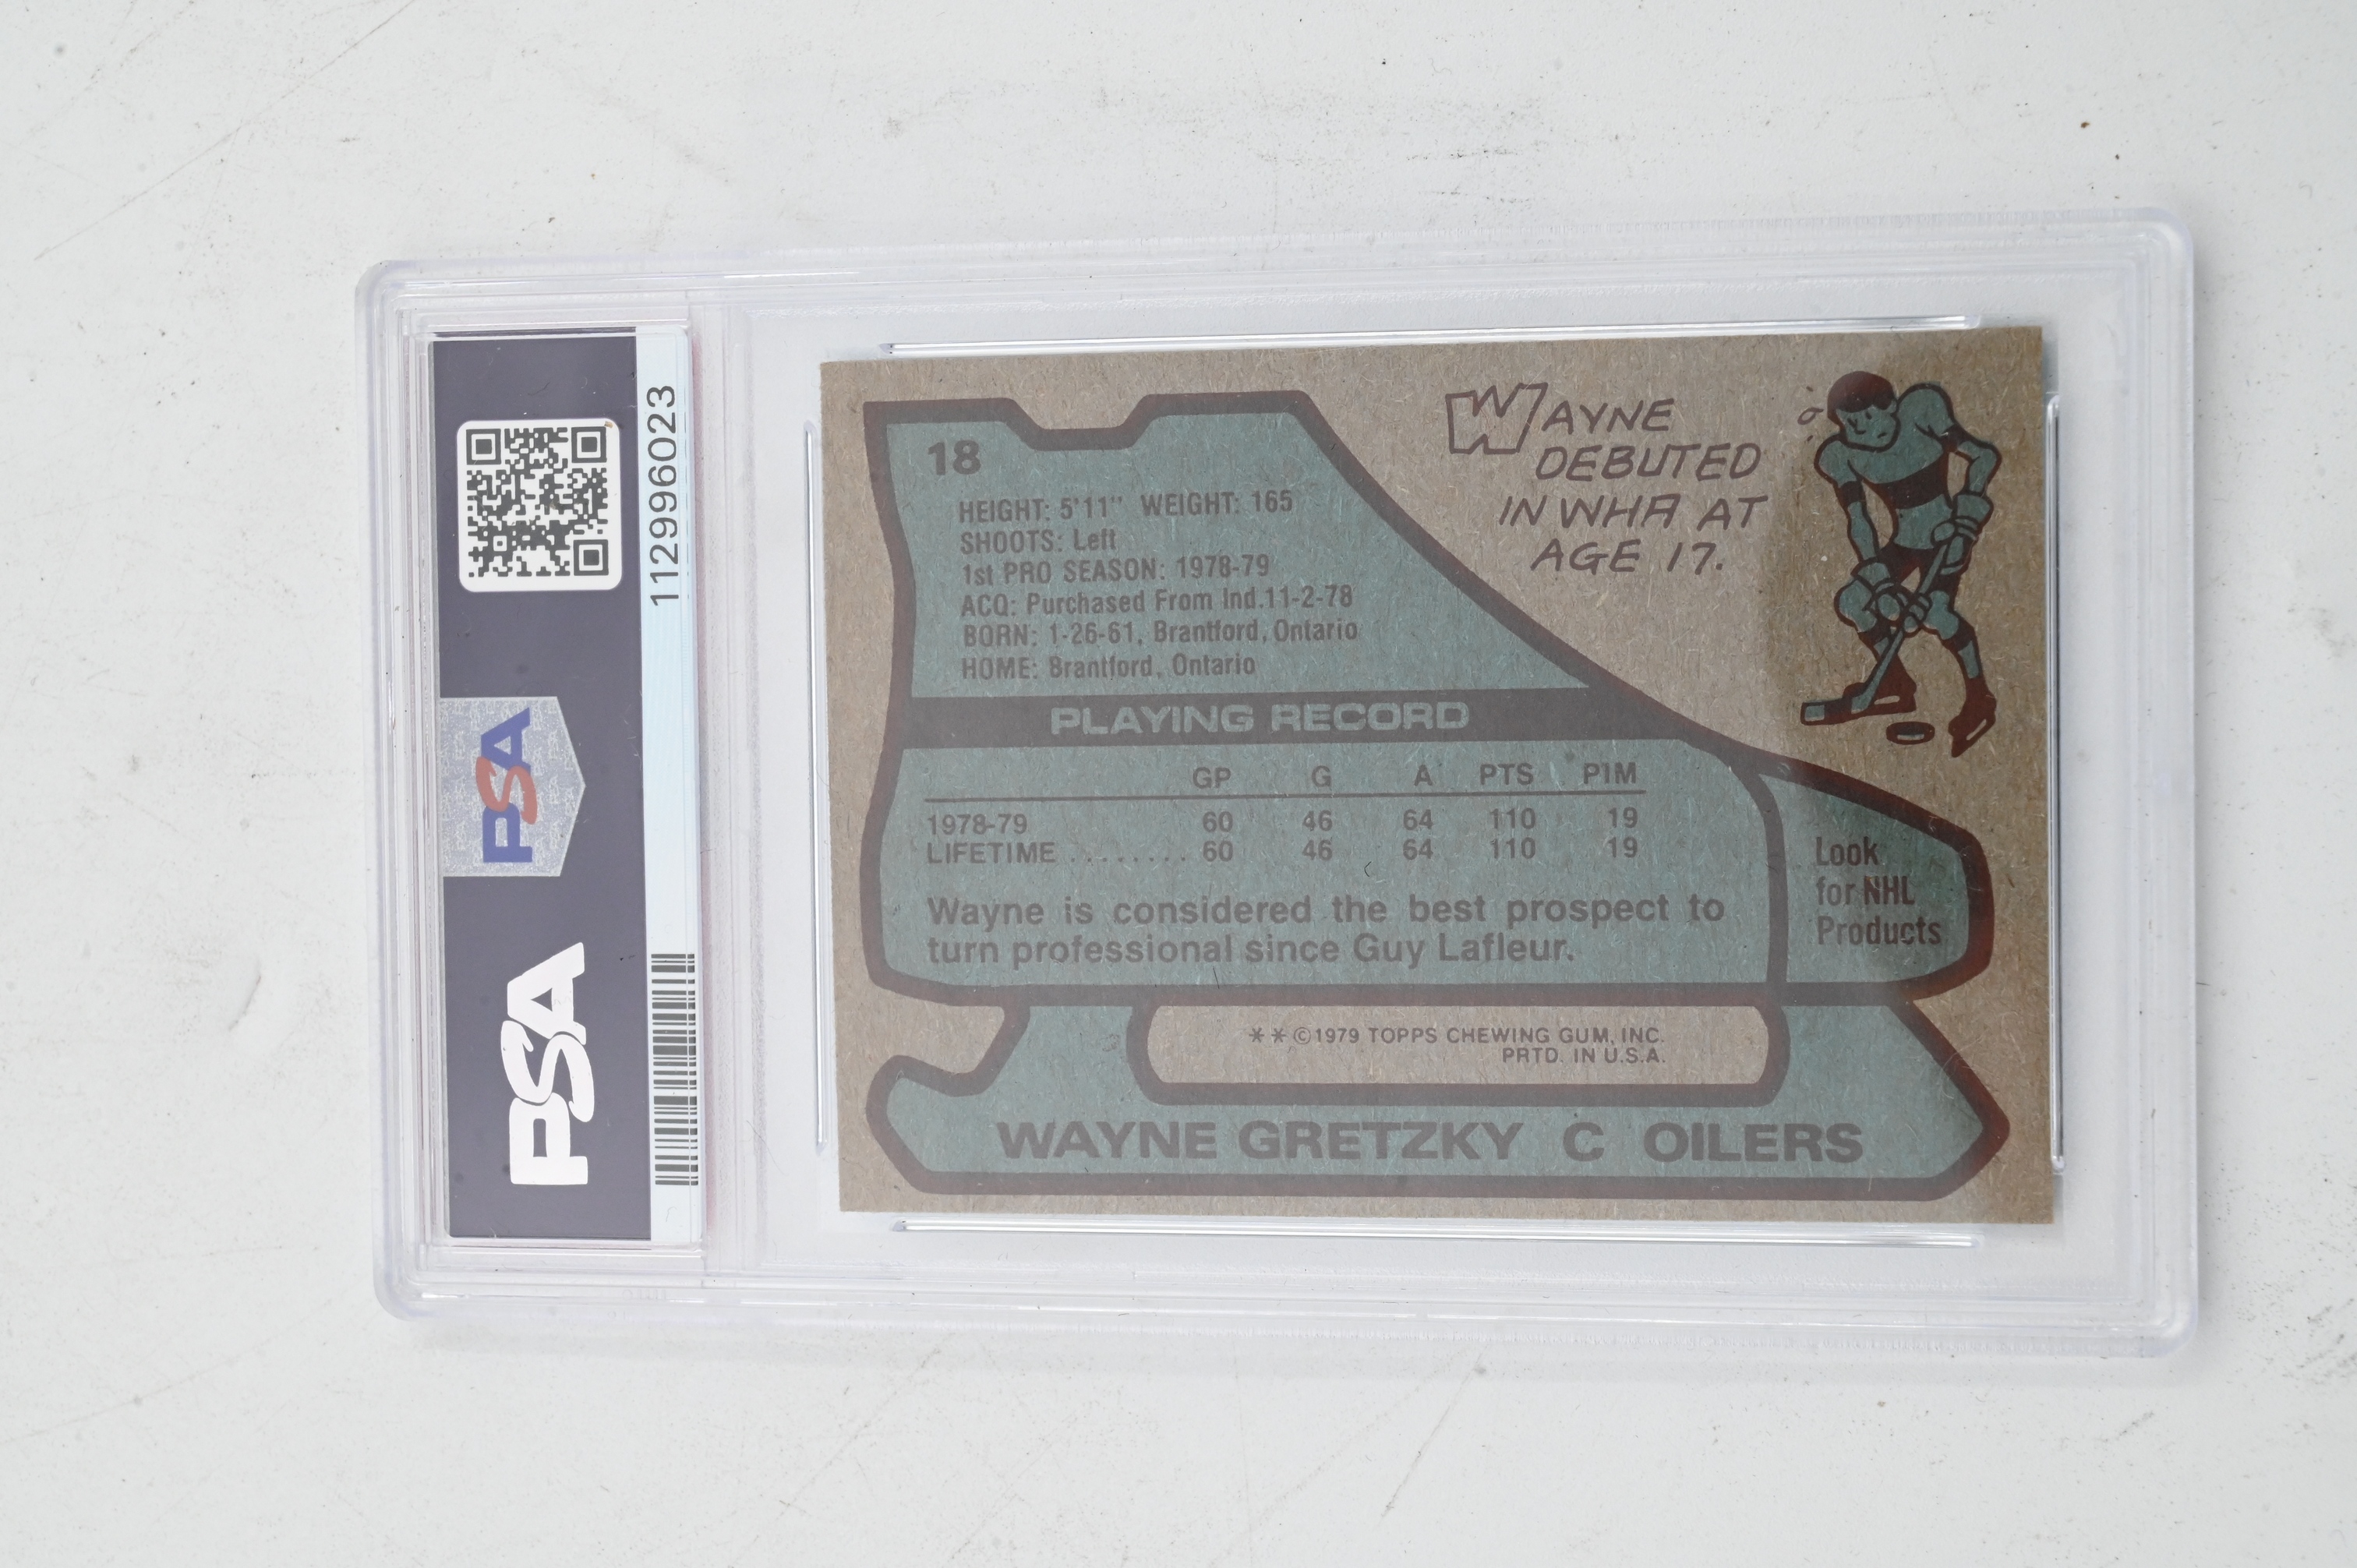 112996023
PSA
PSA
18
HEIGHT: 5'11" WEIGHT: 165
SHOOTS: Left
1st PRO SEASON: 1978-79
ACQ: Purchased From Ind.11-2-78
BORN: 1-26-61, Brantford, Ontario
HOME: Brantford, Ontario
WAYNE
DEBUTED
IN WHA AT
AGE 17.
PLAYING RECORD
GP G A PTS PIM
1978-79 60 46 64 110 19
LIFETIME ........ 60 46 64 110 19
Wayne is considered the best prospect to
turn professional since Guy Lafleur.
Look
for NHL
Products
**©1979 TOPPS CHEWING GUM, INC.
PRTD. IN U.S.A.
WAYNE GRETZKY C OILERS